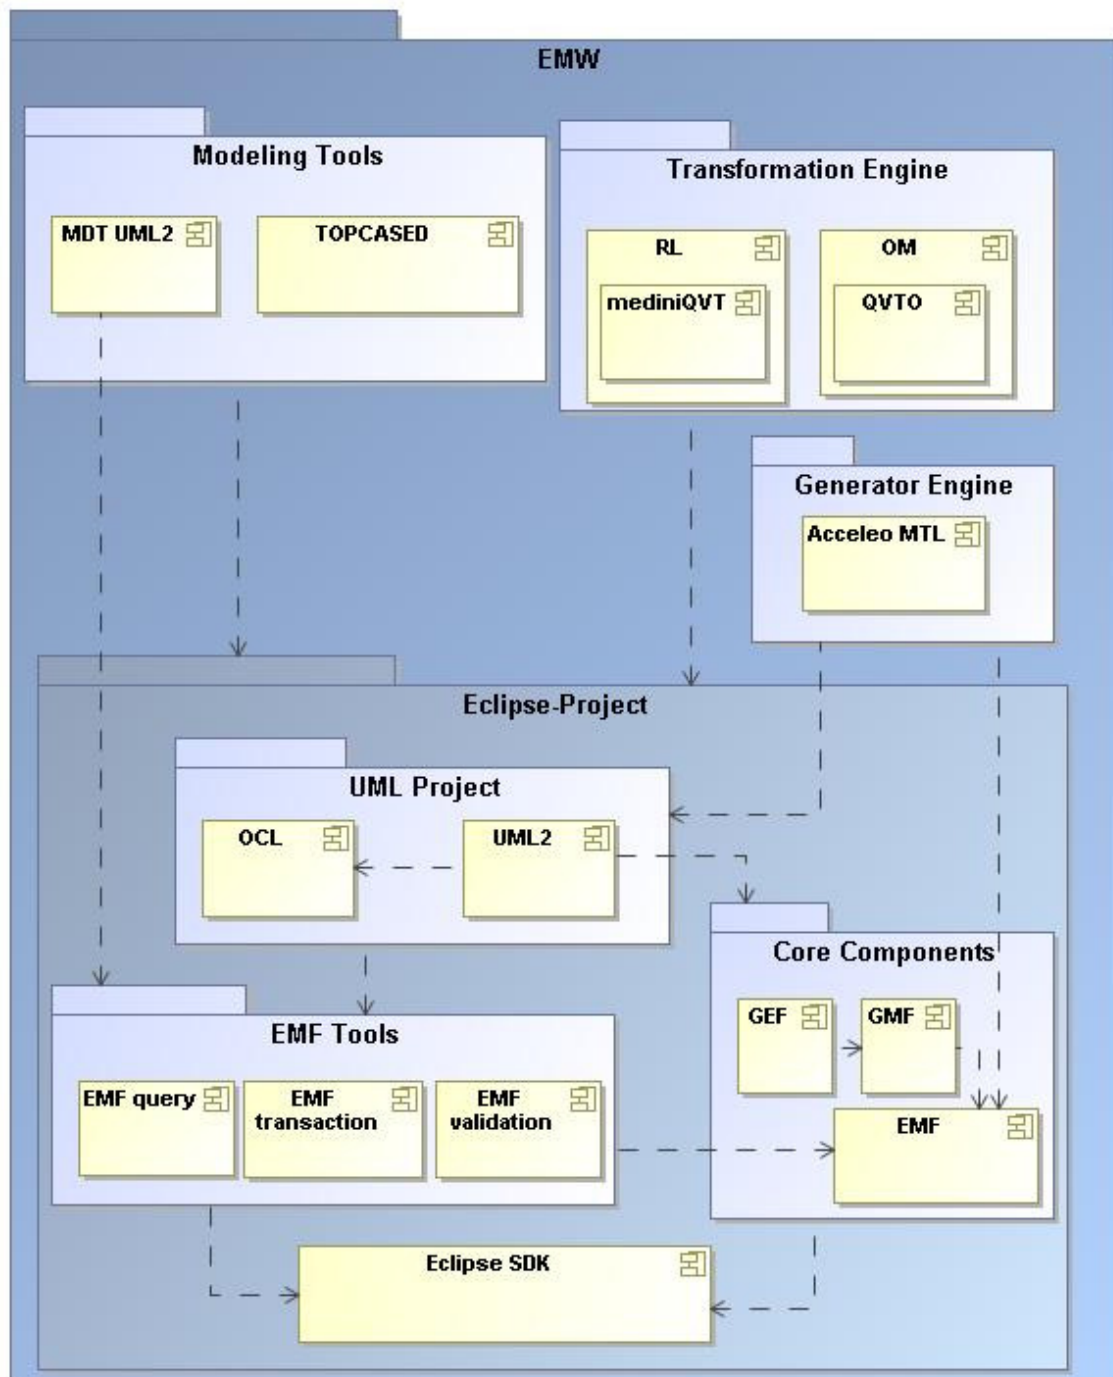 EMW
Modeling Tools
MDT UML2
TOPCASED
Transformation Engine
RL
mediniQVT
OM
QVTO
Generator Engine
Acceleo MTL
Eclipse-Project
UML Project
OCL
UML2
Core Components
GEF
GMF
EMF
EMF Tools
EMF query
EMF
transaction
EMF
validation
Eclipse SDK